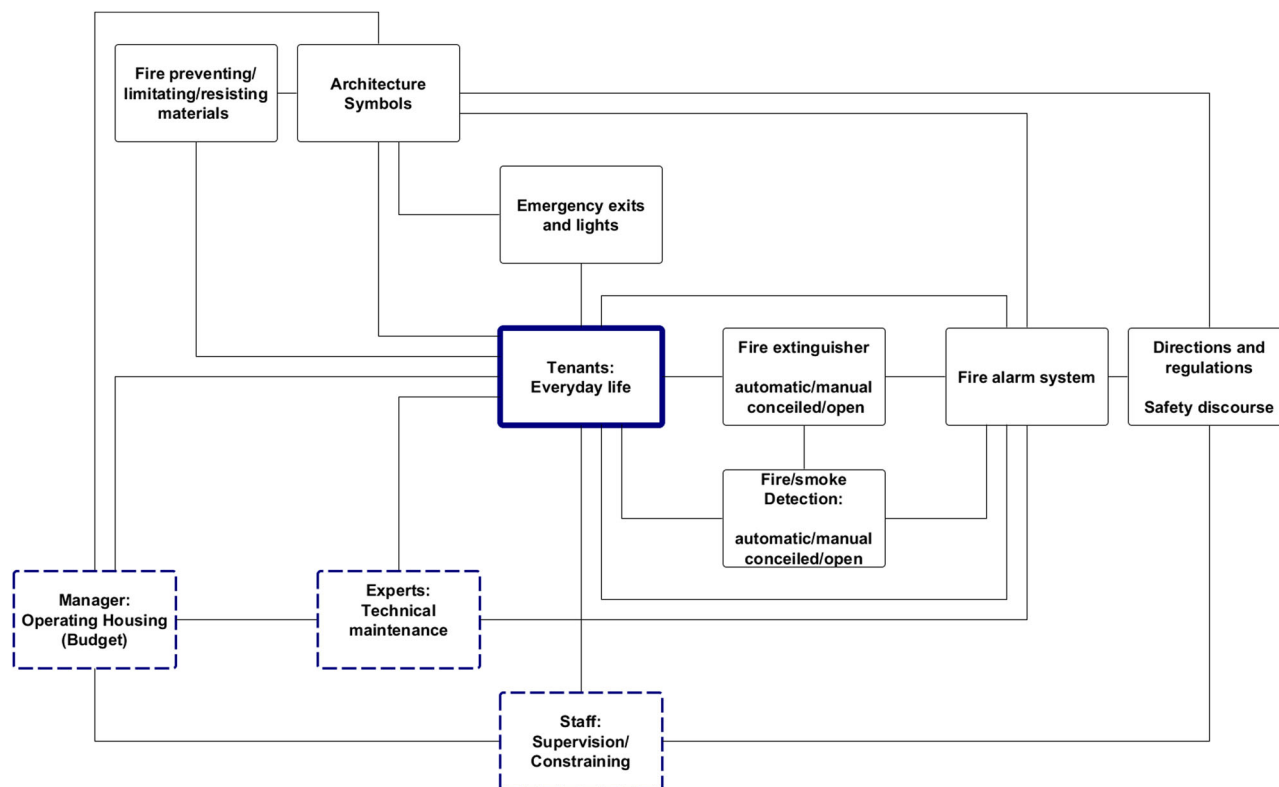 Fire preventing/
limitating/resisting
materials
Architecture
Symbols
Emergency exits
and lights
Tenants:
Everyday life
Fire extinguisher
automatic/manual
conceiled/open
Fire alarm system
Directions and
regulations
Safety discourse
Fire/smoke
Detection:
automatic/manual
conceiled/open
Manager:
Operating Housing
(Budget)
Experts:
Technical
maintenance
Staff:
Supervision/
Constraining